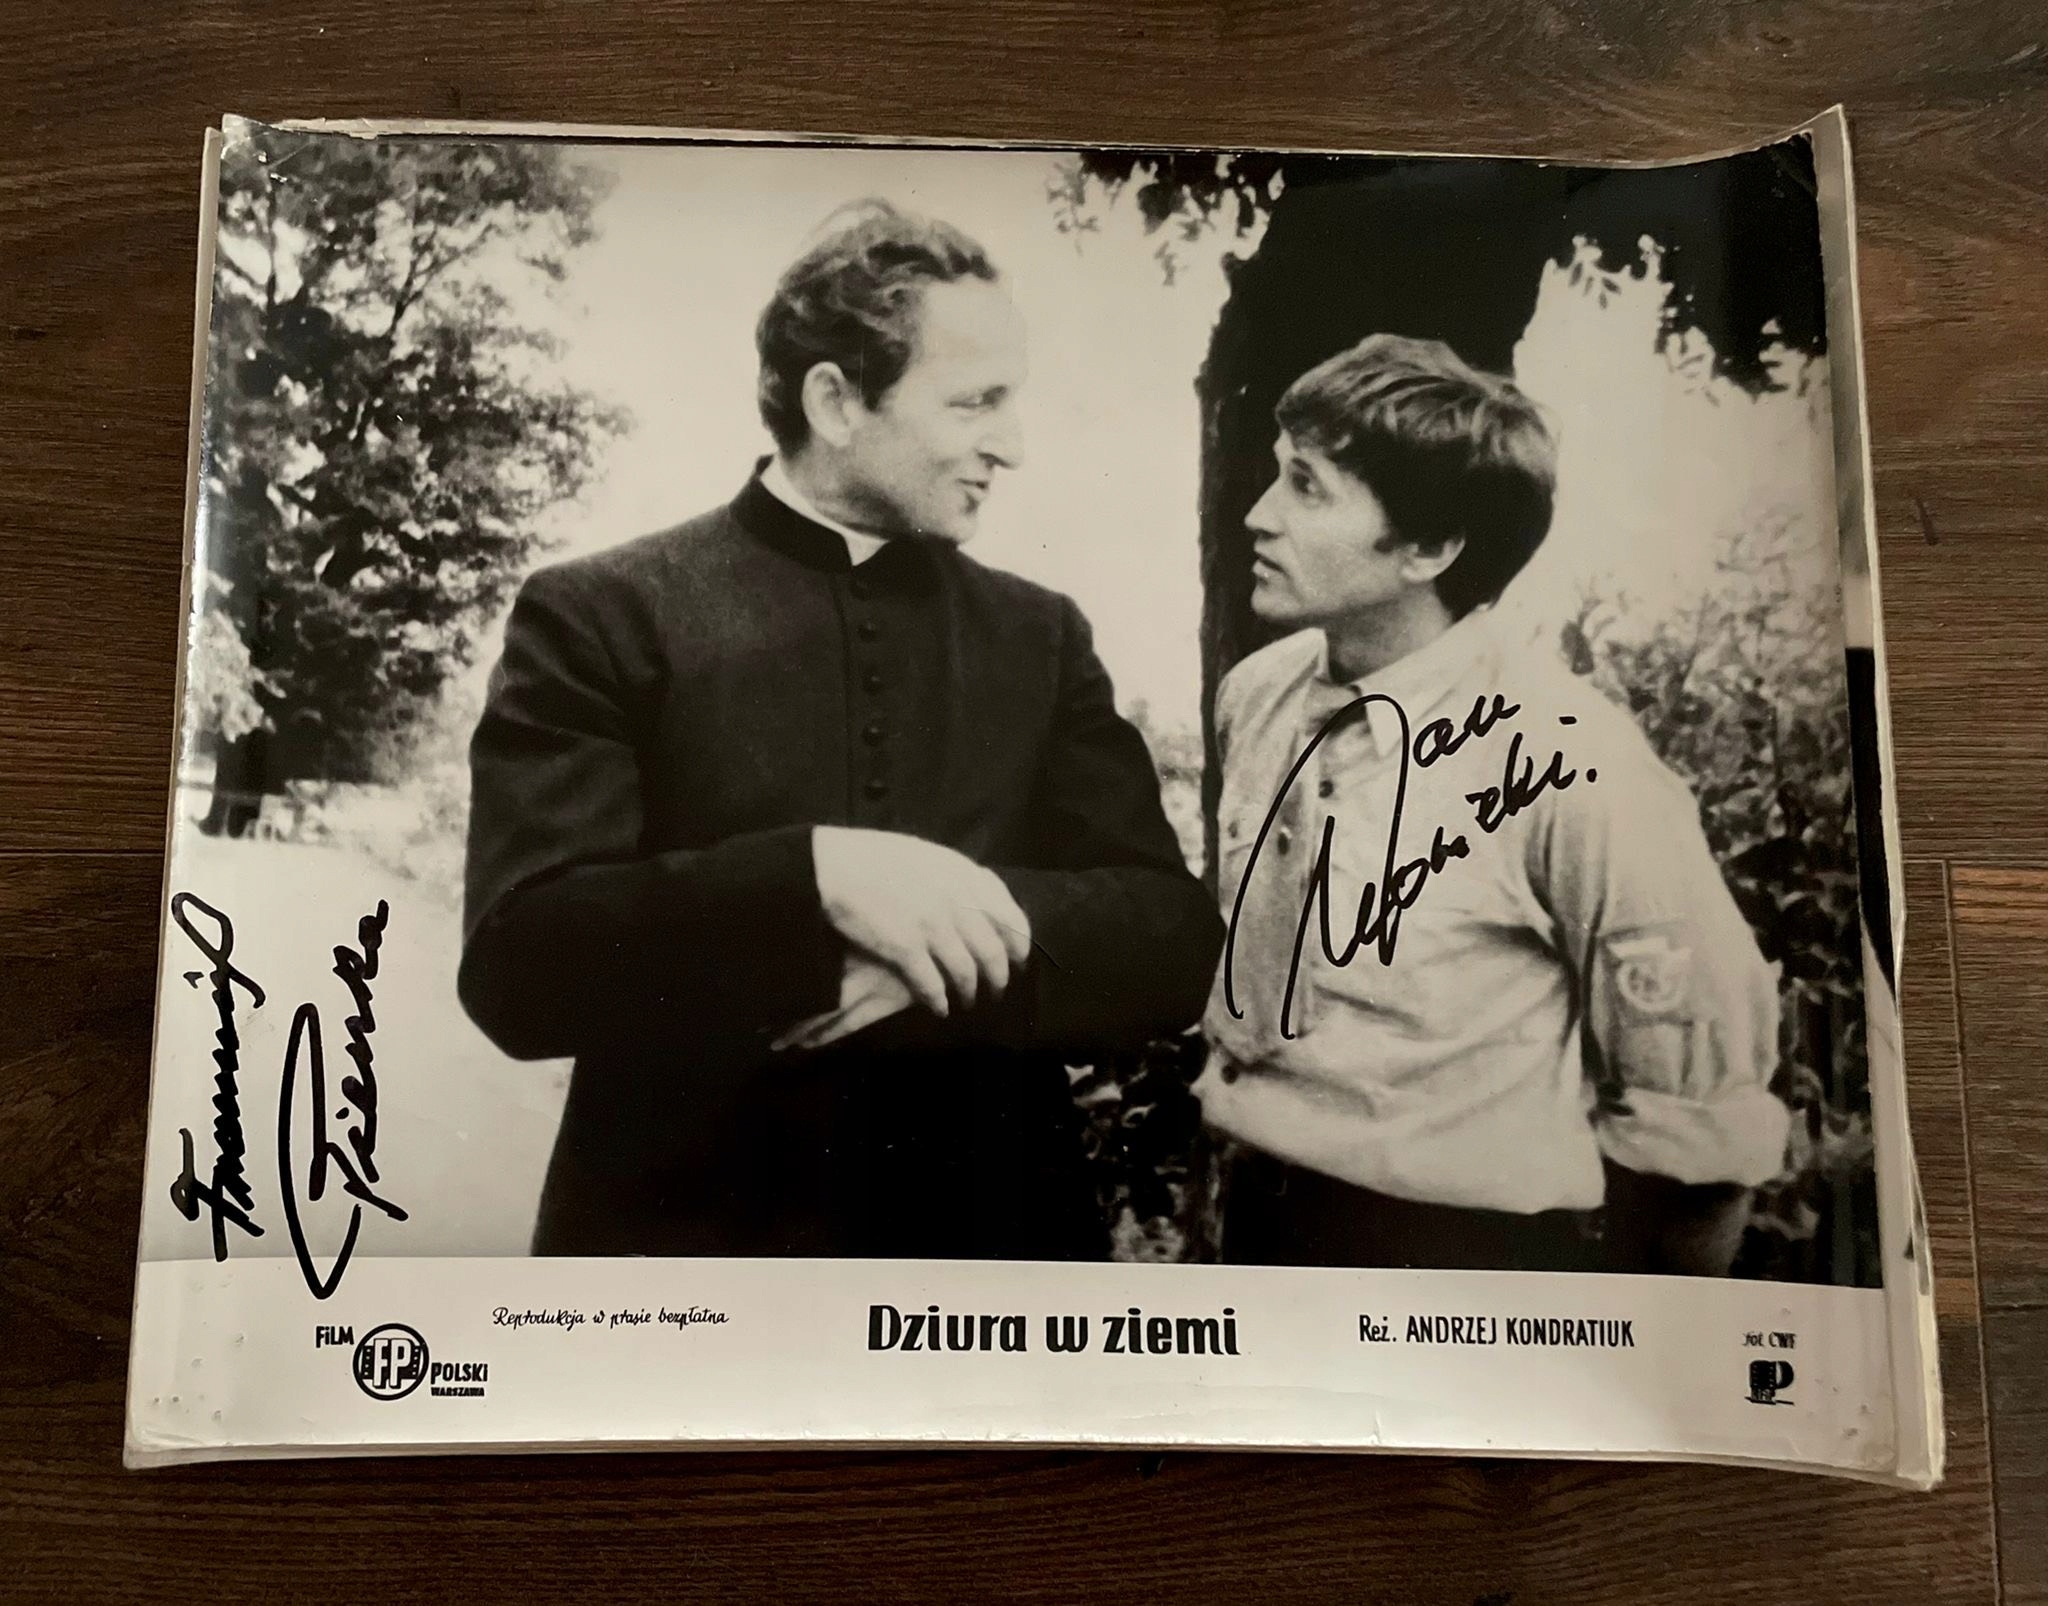 Jan
Nowicki.
Franciszek
Pieczka
FiLM
FP
POLSKI
WARSZAWA
Reprodukcja w prasie bezpłatna
Dziura w ziemi
Reż. ANDRZEJ KONDRATIUK
fot. CWF